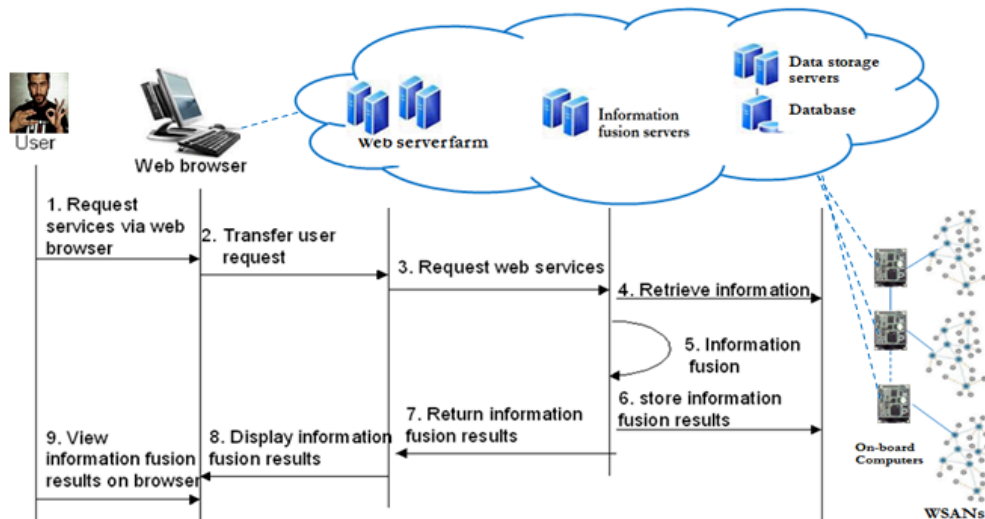 User
Web browser
Web serverfarm
Information
fusion servers
Data storage
servers
Database
1. Request
services via web
browser
2. Transfer user
request
3. Request web services
4. Retrieve information
5. Information
fusion
6. store information
fusion results
7. Return information
fusion results
8. Display information
fusion results
9. View
information fusion
results on browser
On-board
Computers
WSANs